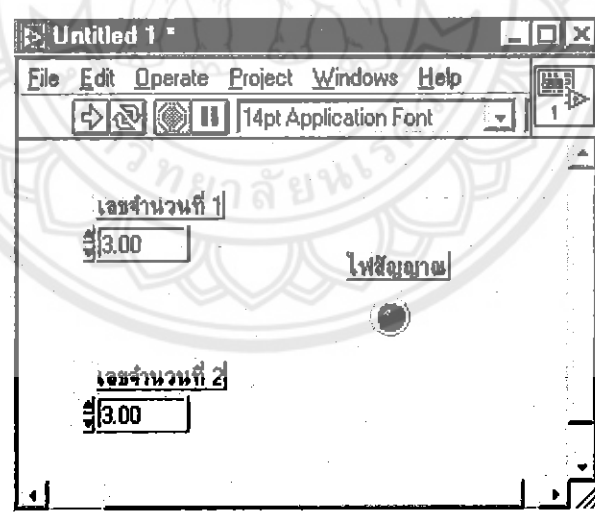 Untitled 1 *
File Edit Operate Project Windows Help
14pt Application Font
1
เลขจำนวนที่ 1
3.00
ไฟสัญญาณ
เลขจำนวนที่ 2
3.00